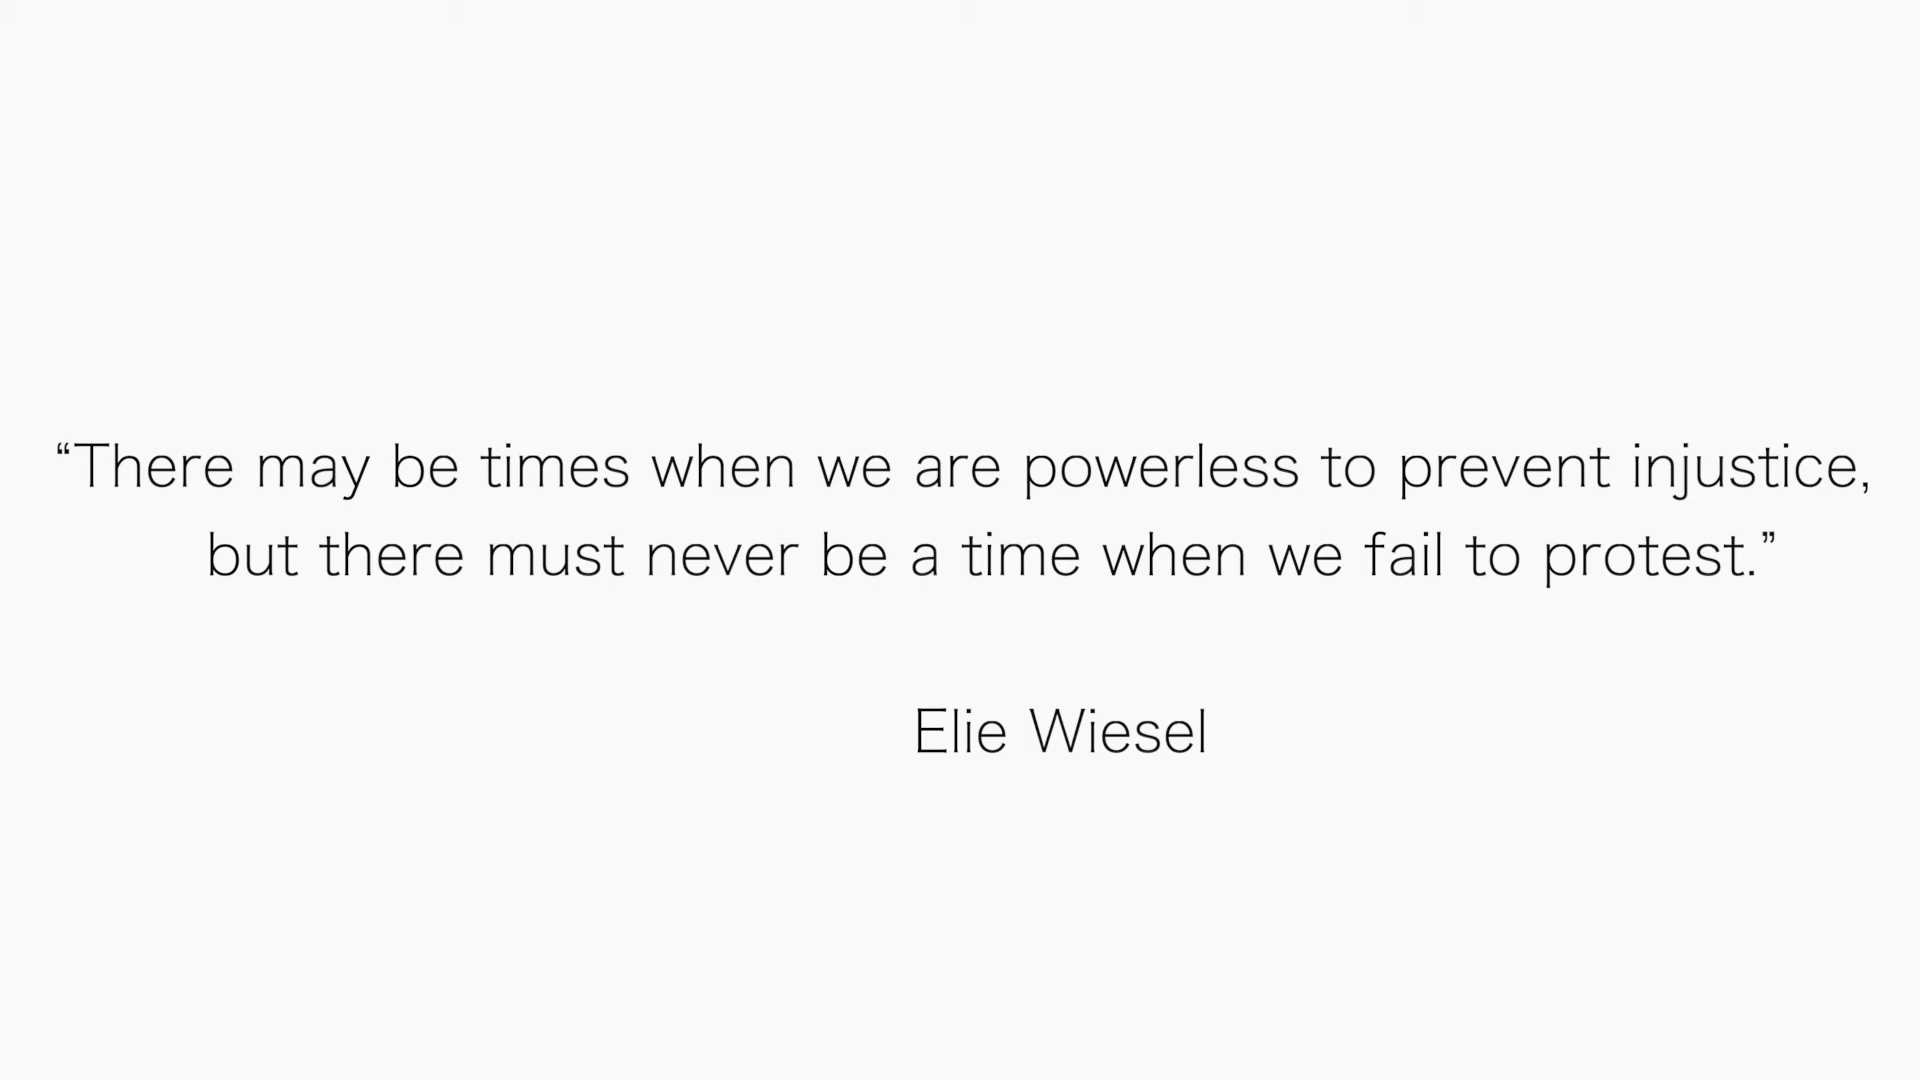 “There may be times when we are powerless to prevent injustice,
but there must never be a time when we fail to protest.”
Elie Wiesel